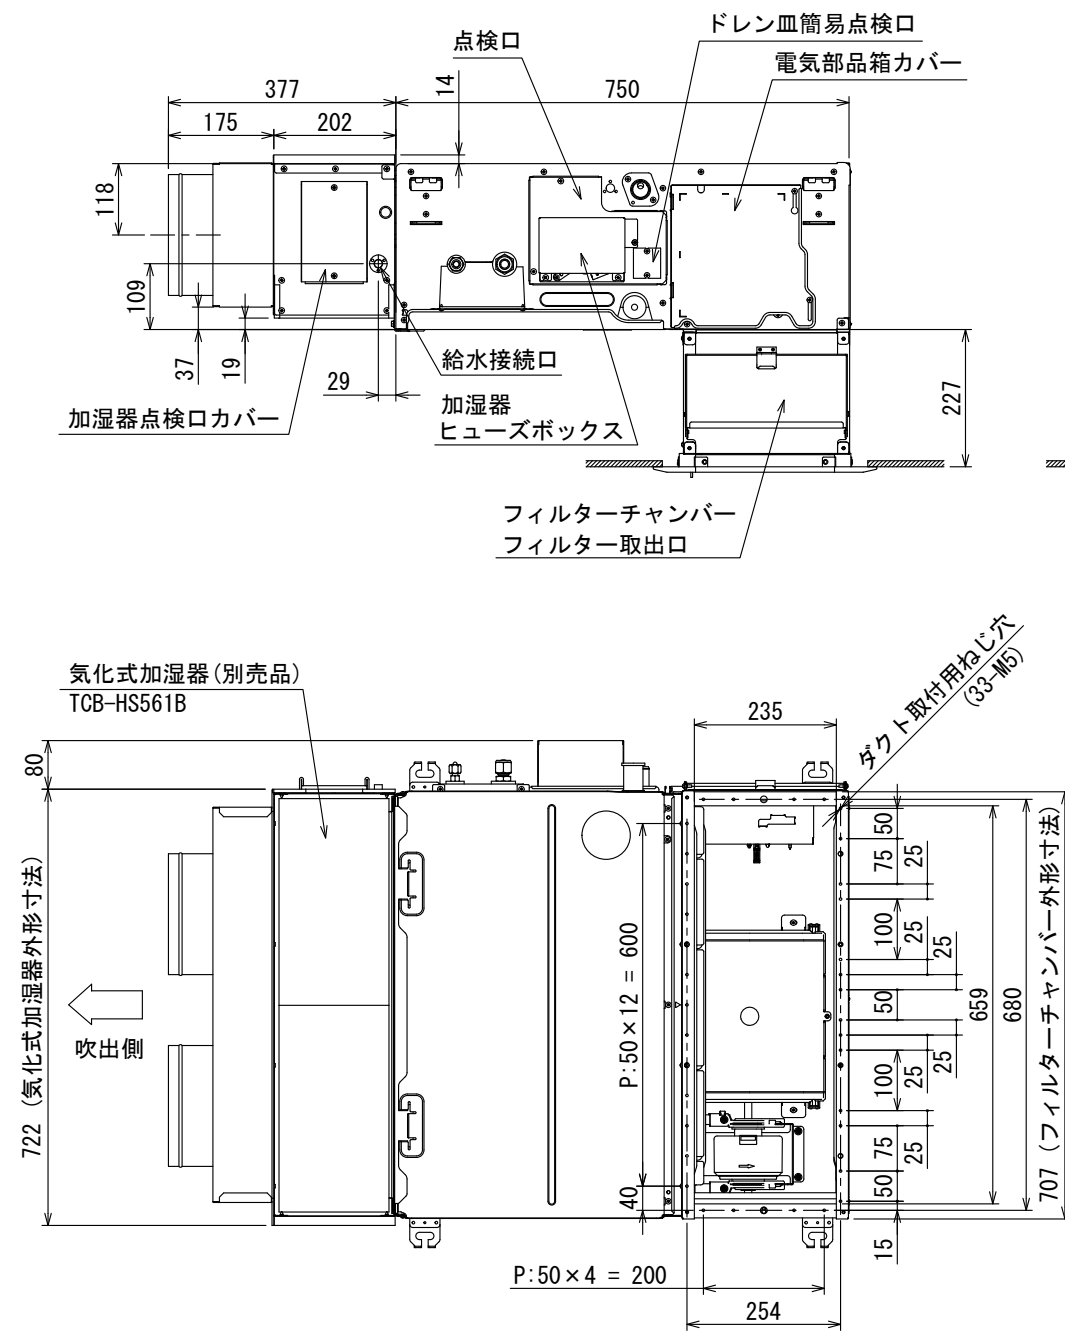 ドレン皿簡易点検口
点検口
電気部品箱カバー
377
14
750
175
202
118
109
37
19
29
給水接続口
加湿器点検口カバー
加湿器
ヒューズボックス
227
フィルターチャンバー
フィルター取出口
気化式加湿器(別売品)
TCB-HS561B
ダクト取付用ねじ穴
(33-M5)
235
80
722 (気化式加湿器外形寸法)
吹出側
P:50×12 = 600
40
50
75
25
100
25
25
50
25
25
100
75
25
50
15
659
680
707 (フィルターチャンバー外形寸法)
P:50×4 = 200
254